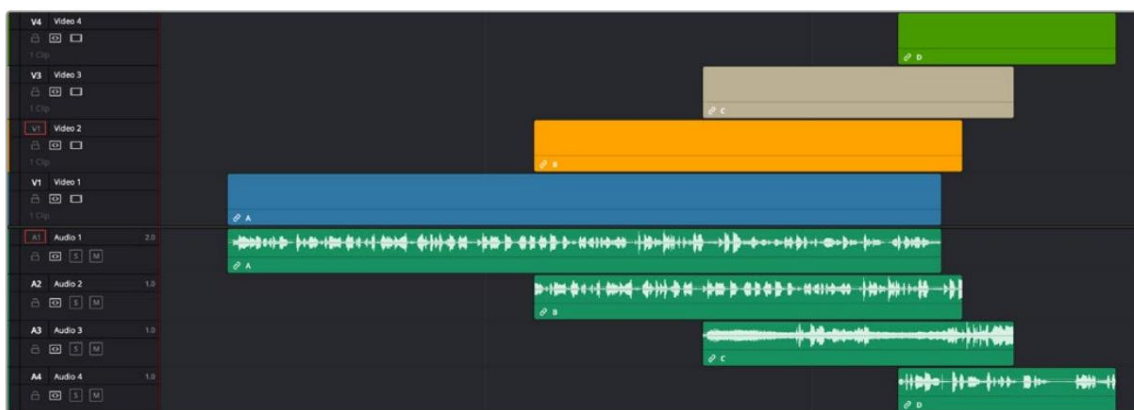 V4 Video 4
1 Clip
D
V3 Video 3
1 Clip
C
V1 Video 2
1 Clip
B
V1 Video 1
1 Clip
A
A1 Audio 1 2.0
S M
A
A2 Audio 2 1.0
S M
B
A3 Audio 3 1.0
S M
C
A4 Audio 4 1.0
S M
D